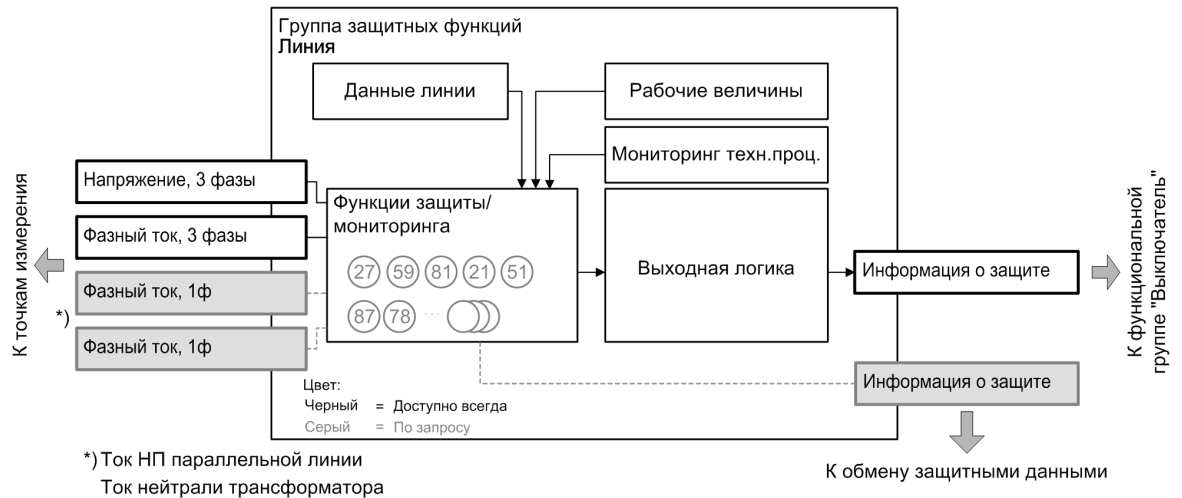 Группа защитных функций
Линия
Данные линии
Рабочие величины
Мониторинг техн.проц.
К точкам измерения
Напряжение, 3 фазы
Фазный ток, 3 фазы
Фазный ток, 1ф
*)
Фазный ток, 1ф
Функции защиты/
мониторинга
27 59 81 21 51
87 78 ...
Выходная логика
Информация о защите
К функциональной
группе "Выключатель"
Информация о защите
Цвет:
Черный = Доступно всегда
Серый = По запросу
К обмену защитными данными
*) Ток НП параллельной линии
Ток нейтрали трансформатора